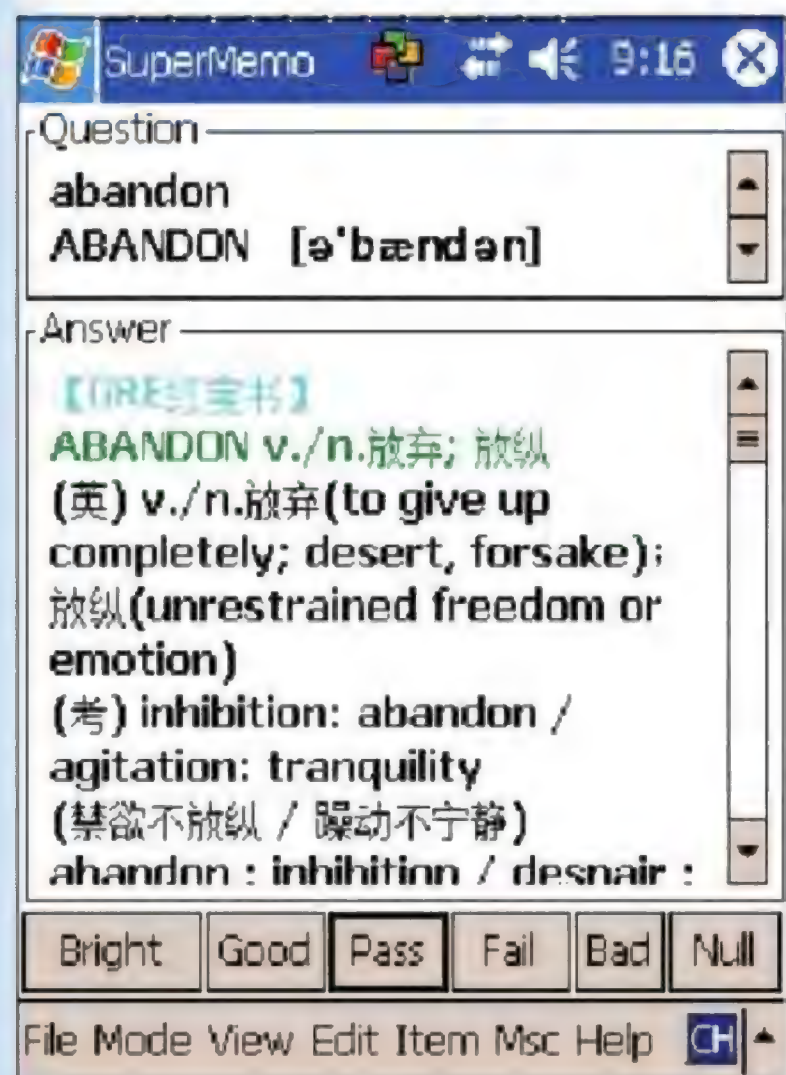 SuperMemo 9:16
Question
abandon
ABANDON [ə'bændən]
Answer
【GRE红宝书】
ABANDON v./n.放弃; 放纵
(英) v./n.放弃(to give up
completely; desert, forsake);
放纵(unrestrained freedom or
emotion)
(考) inhibition: abandon /
agitation: tranquility
(禁欲不放纵 / 躁动不宁静)
abandon : inhibition / despair :
Bright Good Pass Fail Bad Null
File Mode View Edit Item Msc Help CH